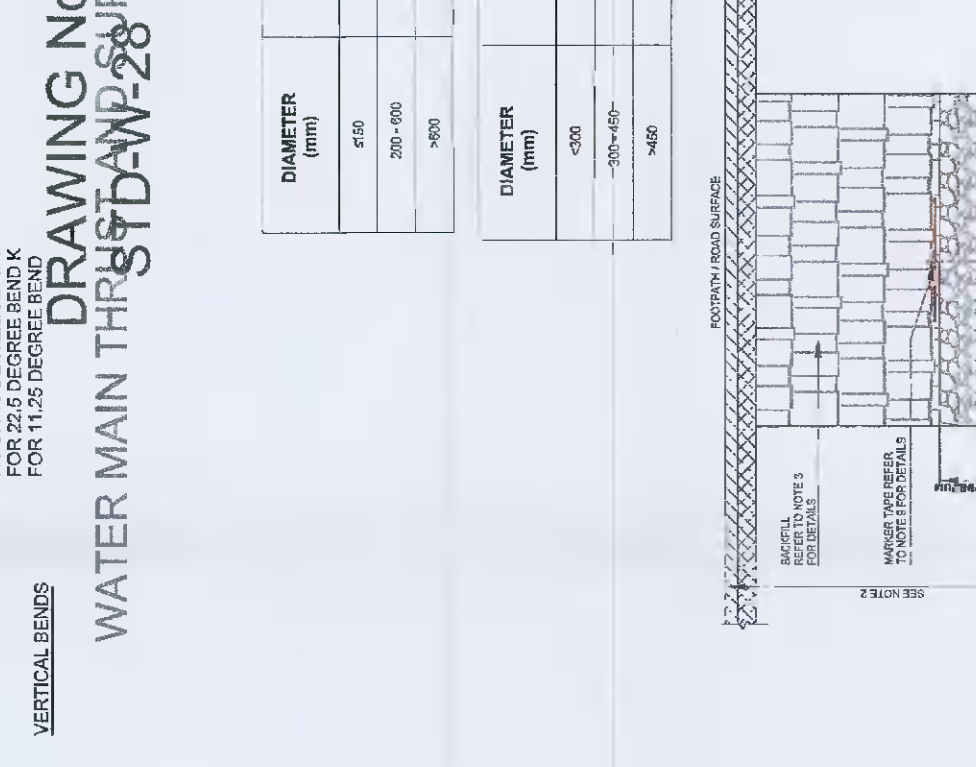 FOR 22.5 DEGREE BEND K
FOR 11.25 DEGREE BEND
VERTICAL BENDS
DRAWING No
STD-W-28
WATER MAIN THRUST AND SUP
DIAMETER
(mm)
≤150
200 - 600
>600
DIAMETER
(mm)
<300
300 - 450
>450
FOOTPATH / ROAD SURFACE
BACKFILL
REFER TO NOTE 3
FOR DETAILS
MARKER TAPE REFER
TO NOTE 8 FOR DETAILS
SEE NOTE 2